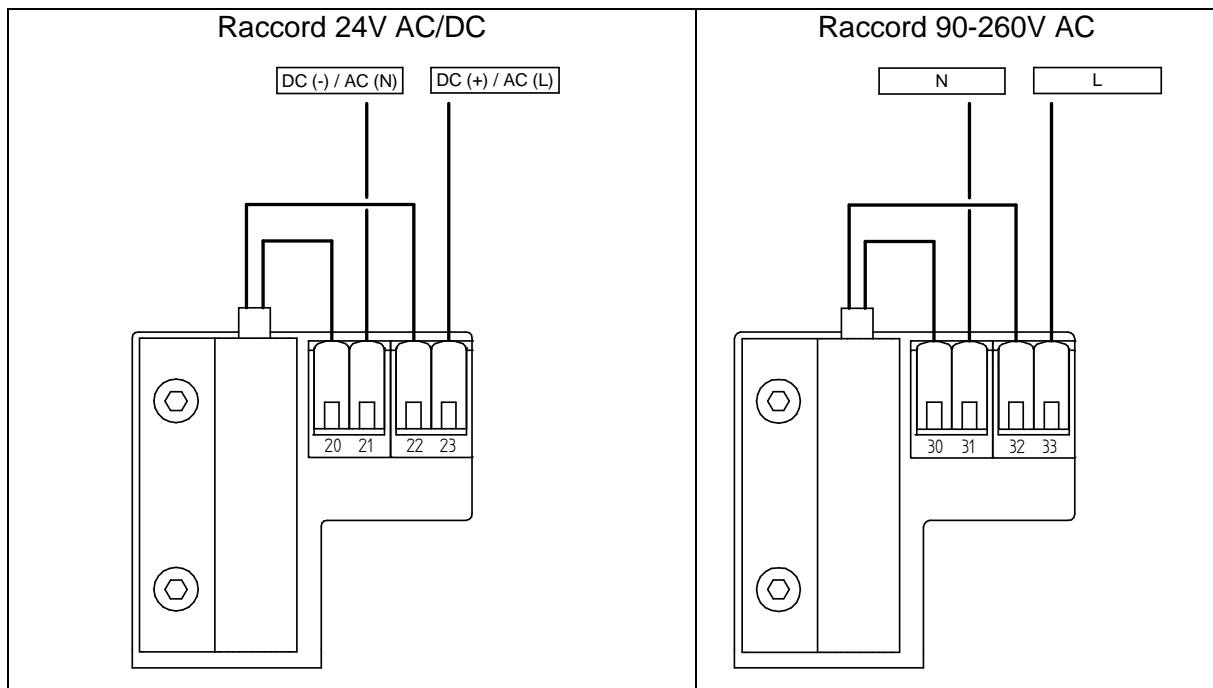 Raccord 24V AC/DC
DC (-) / AC (N)
DC (+) / AC (L)
20 21 22 23
Raccord 90-260V AC
N
L
30 31 32 33